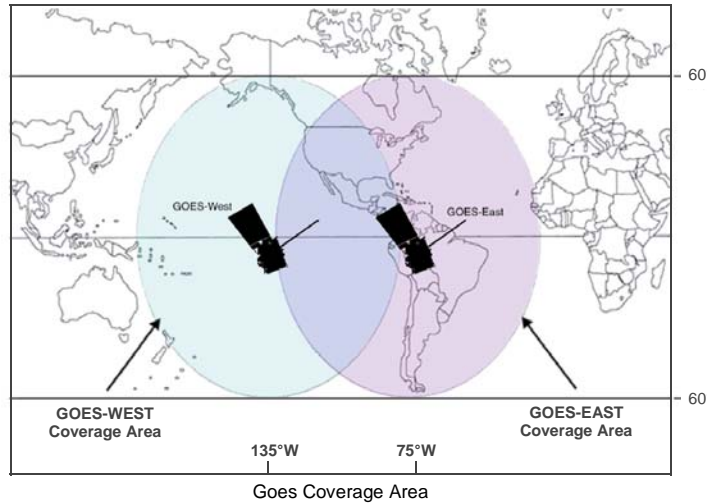 60
GOES-West
GOES-East
GOES-WEST
Coverage Area
GOES-EAST
Coverage Area
60
135°W
75°W
Goes Coverage Area